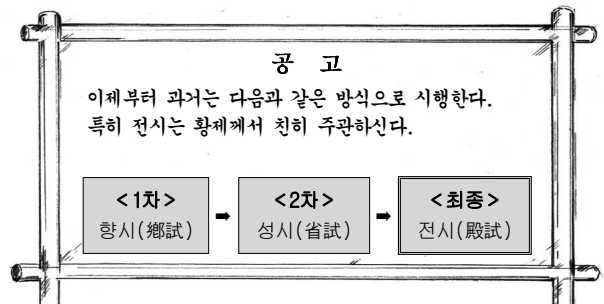 공 고
이제부터 과거는 다음과 같은 방식으로 시행한다.
특히 전시는 황제께서 친히 주관하신다.
<1차> ➡ <2차> ➡ <최종>
향시(鄕試) 성시(省試) 전시(殿試)